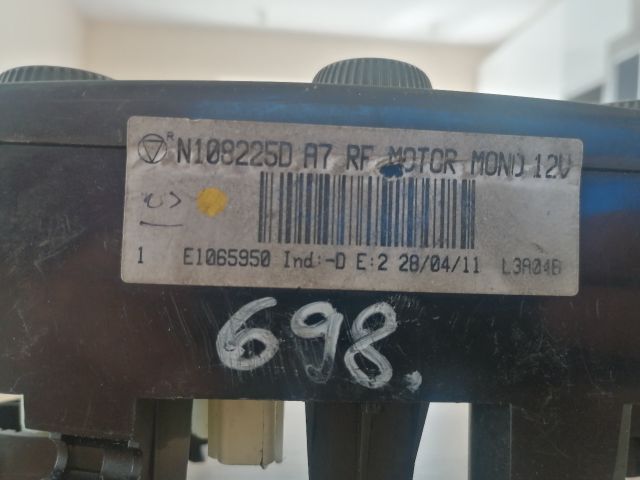 R N108225D A7 RF MOTOR MONO 12V
1 E1065950 Ind:-D E:2 28/04/11 L3A04B
698.